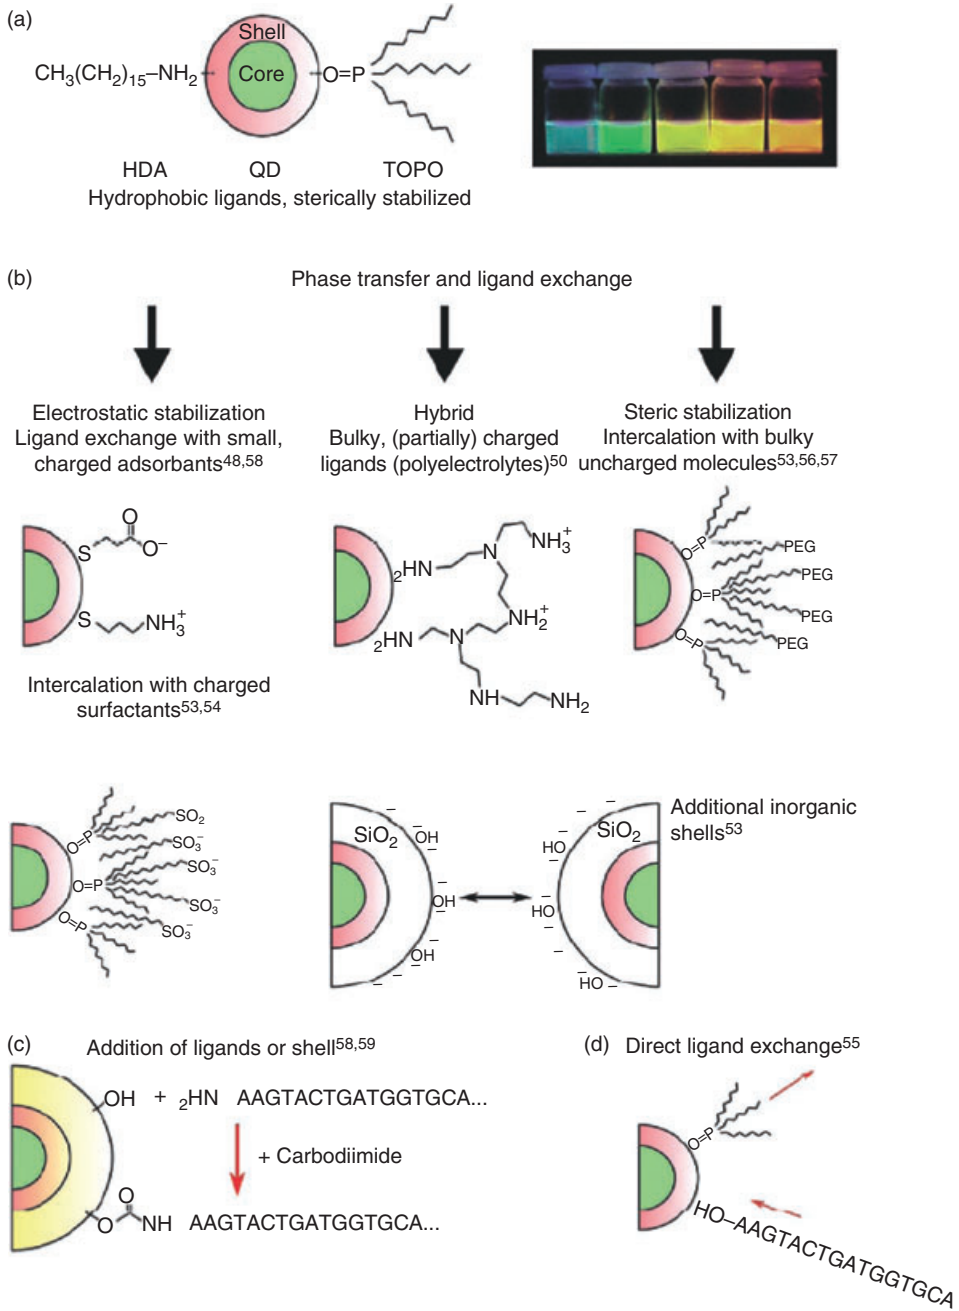 (a)
Shell
Core
CH3(CH2)15–NH2
O=P
HDA
QD
TOPO
Hydrophobic ligands, sterically stabilized
(b)
Phase transfer and ligand exchange
Electrostatic stabilization
Ligand exchange with small,
charged adsorbants48,58
Hybrid
Bulky, (partially) charged
ligands (polyelectrolytes)50
Steric stabilization
Intercalation with bulky
uncharged molecules53,56,57
O
S
O–
S
NH3+
Intercalation with charged
surfactants53,54
NH3+
N
2HN
NH2+
2HN
N
NH
NH2
O=P
PEG
PEG
O=P
PEG
O=P
PEG
O=P
SO2
SO3–
SO3–
O=P
SO3–
O=P
SO3–
SiO2
–
OH
–
–
OH
–
–
OH
–
–
–
–
–
SiO2
–
HO
–
–
HO
–
–
–
HO –
Additional inorganic
shells53
(c)
Addition of ligands or shell58,59
OH + 2HN AAGTACTGATGGTGCA...
+ Carbodiimide
O
O
NH AAGTACTGATGGTGCA...
(d)
Direct ligand exchange55
O=P
HO–AAGTACTGATGGTGCA